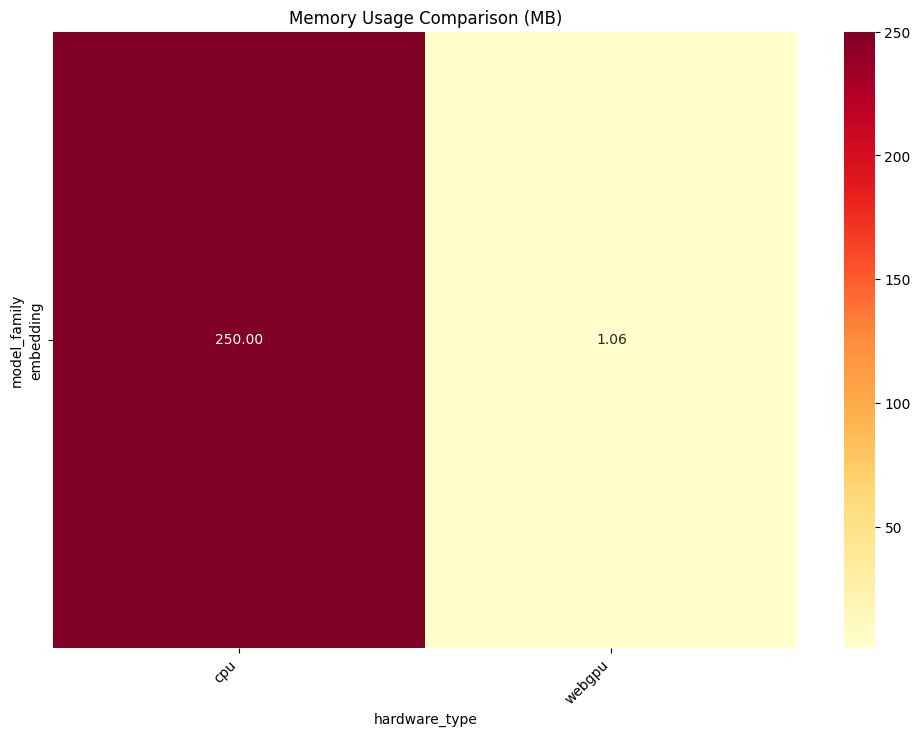 Memory Usage Comparison (MB)
250
200
150
100
50
model_family
embedding
250.00
1.06
cpu
webgpu
hardware_type